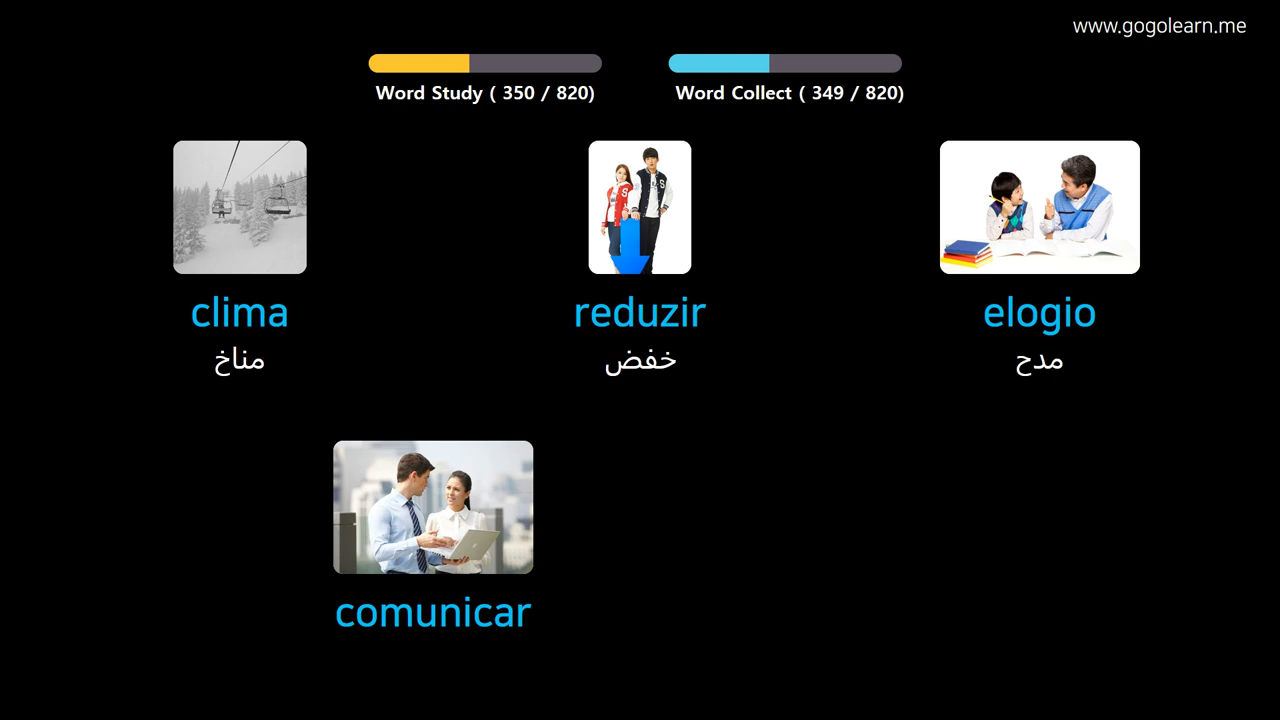 www.gogolearn.me
Word Study ( 350 / 820)
Word Collect ( 349 / 820)
clima
مناخ
reduzir
خفض
elogio
مدح
comunicar